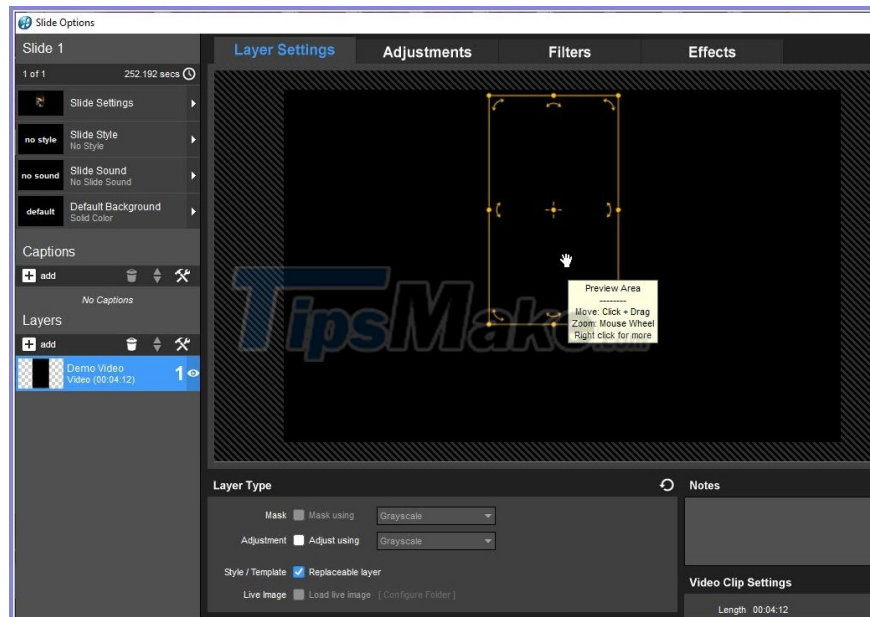 Slide Options
Slide 1
1 of 1 252.192 secs
Slide Settings
no style
Slide Style
No Style
no sound
Slide Sound
No Slide Sound
default
Default Background
Solid Color
Captions
add
No Captions
Layers
add
Demo Video
Video (00:04:12)
1
Layer Settings Adjustments Filters Effects
TipsMake.com
Preview Area
--------
Move: Click + Drag
Zoom: Mouse Wheel
Right click for more
Layer Type
Mask Mask using Grayscale
Adjustment Adjust using Grayscale
Style / Template Replaceable layer
Live Image Load live image [ Configure Folder ]
Notes
Video Clip Settings
Length 00:04:12